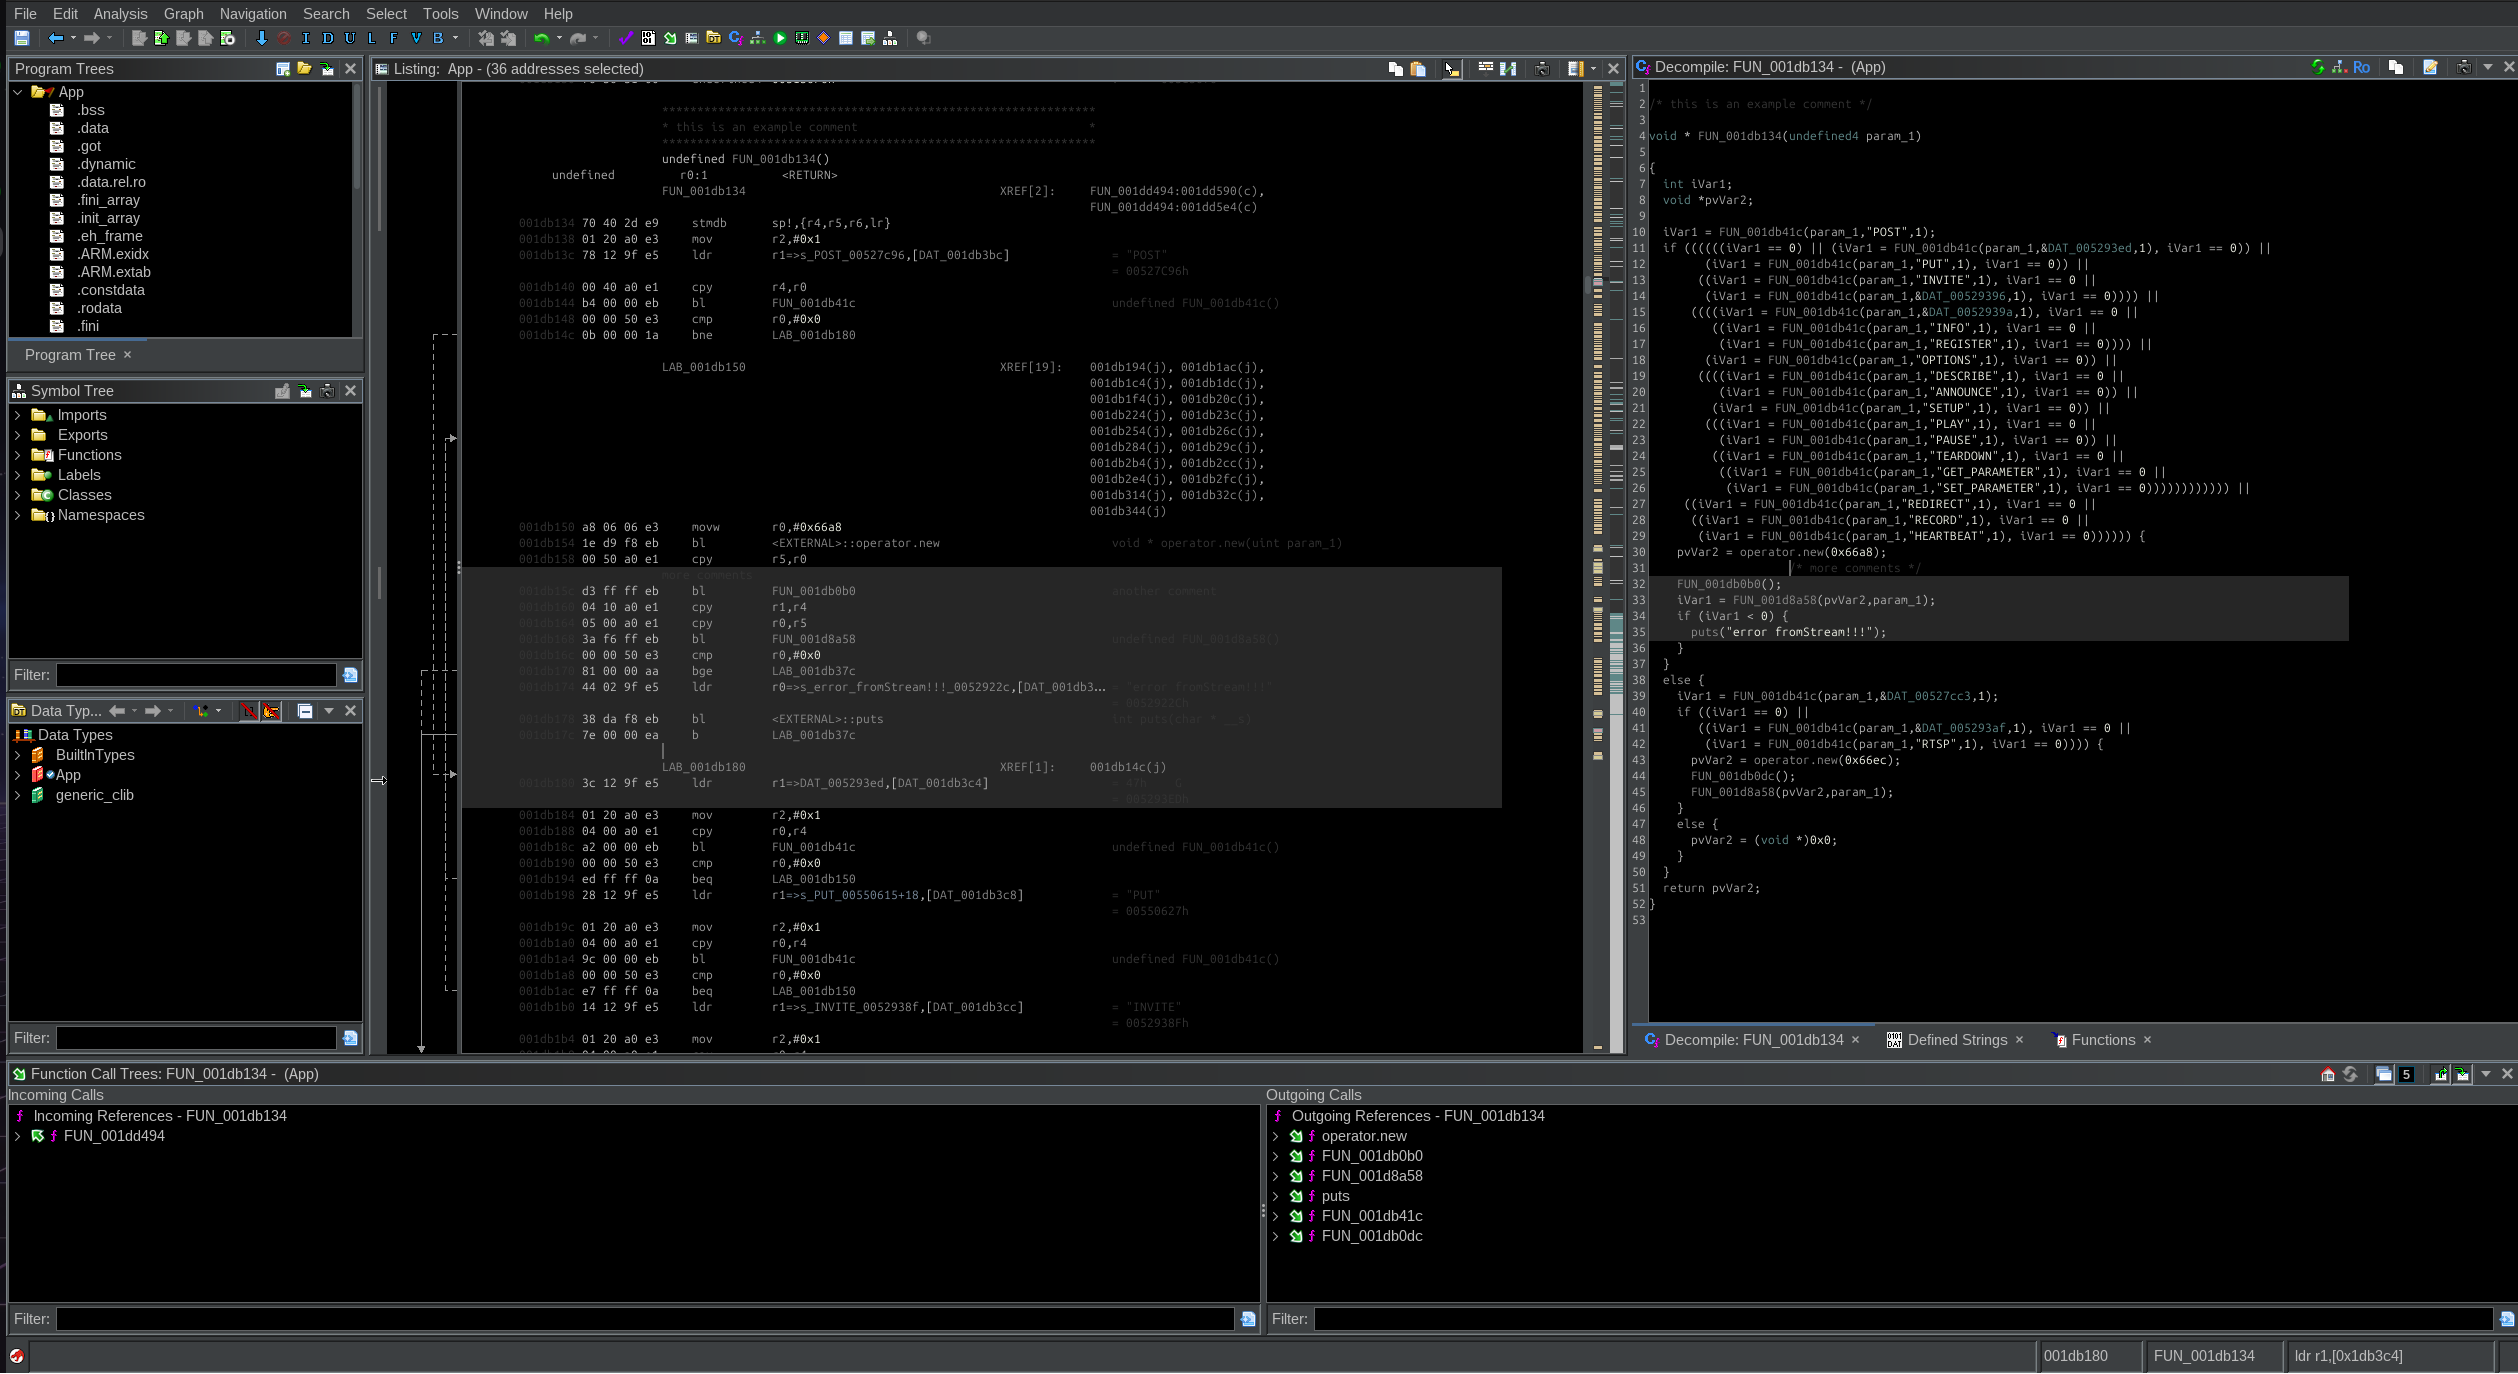 File Edit Analysis Graph Navigation Search Select Tools Window Help
I D U L F V B
Program Trees
App
.bss
.data
.got
.dynamic
.data.rel.ro
.fini_array
.init_array
.eh_frame
.ARM.exidx
.ARM.extab
.constdata
.rodata
.fini
Program Tree ×
Symbol Tree
Imports
Exports
Functions
Labels
Classes
Namespaces
Filter:
Data Typ...
Data Types
BuiltInTypes
App
generic_clib
Filter:
Listing: App - (36 addresses selected)
**************************************************************
* this is an example comment *
**************************************************************
undefined FUN_001db134()
undefined r0:1 <RETURN>
FUN_001db134 XREF[2]: FUN_001dd494:001dd590(c),
FUN_001dd494:001dd5e4(c)
001db134 70 40 2d e9 stmdb sp!,{r4,r5,r6,lr}
001db138 01 20 a0 e3 mov r2,#0x1
001db13c 78 12 9f e5 ldr r1=>s_POST_00527c96,[DAT_001db3bc] = "POST"
= 00527C96h
001db140 00 40 a0 e1 cpy r4,r0
001db144 b4 00 00 eb bl FUN_001db41c undefined FUN_001db41c()
001db148 00 00 50 e3 cmp r0,#0x0
001db14c 0b 00 00 1a bne LAB_001db180
LAB_001db150 XREF[19]: 001db194(j), 001db1ac(j),
001db1c4(j), 001db1dc(j),
001db1f4(j), 001db20c(j),
001db224(j), 001db23c(j),
001db254(j), 001db26c(j),
001db284(j), 001db29c(j),
001db2b4(j), 001db2cc(j),
001db2e4(j), 001db2fc(j),
001db314(j), 001db32c(j),
001db344(j)
001db150 a8 06 06 e3 movw r0,#0x66a8
001db154 1e d9 f8 eb bl <EXTERNAL>::operator.new void * operator.new(uint param_1)
001db158 00 50 a0 e1 cpy r5,r0
more comments
001db15c d3 ff ff eb bl FUN_001db0b0 another comment
001db160 04 10 a0 e1 cpy r1,r4
001db164 05 00 a0 e1 cpy r0,r5
001db168 3a f6 ff eb bl FUN_001d8a58 undefined FUN_001d8a58()
001db16c 00 00 50 e3 cmp r0,#0x0
001db170 81 00 00 aa bge LAB_001db37c
001db174 44 02 9f e5 ldr r0=>s_error_fromStream!!!_0052922c,[DAT_001db3... = "error fromStream!!!"
= 0052922Ch
001db178 38 da f8 eb bl <EXTERNAL>::puts int puts(char * __s)
001db17c 7e 00 00 ea b LAB_001db37c
LAB_001db180 XREF[1]: 001db14c(j)
001db180 3c 12 9f e5 ldr r1=>DAT_005293ed,[DAT_001db3c4] = 47h G
= 005293EDh
001db184 01 20 a0 e3 mov r2,#0x1
001db188 04 00 a0 e1 cpy r0,r4
001db18c a2 00 00 eb bl FUN_001db41c undefined FUN_001db41c()
001db190 00 00 50 e3 cmp r0,#0x0
001db194 ed ff ff 0a beq LAB_001db150
001db198 28 12 9f e5 ldr r1=>s_PUT_00550615+18,[DAT_001db3c8] = "PUT"
= 00550627h
001db19c 01 20 a0 e3 mov r2,#0x1
001db1a0 04 00 a0 e1 cpy r0,r4
001db1a4 9c 00 00 eb bl FUN_001db41c undefined FUN_001db41c()
001db1a8 00 00 50 e3 cmp r0,#0x0
001db1ac e7 ff ff 0a beq LAB_001db150
001db1b0 14 12 9f e5 ldr r1=>s_INVITE_0052938f,[DAT_001db3cc] = "INVITE"
= 0052938Fh
001db1b4 01 20 a0 e3 mov r2,#0x1
Decompile: FUN_001db134 - (App)
Ro
1
2 /* this is an example comment */
3
4 void * FUN_001db134(undefined4 param_1)
5
6 {
7 int iVar1;
8 void *pvVar2;
9
10 iVar1 = FUN_001db41c(param_1,"POST",1);
11 if ((((((iVar1 == 0) || (iVar1 = FUN_001db41c(param_1,&DAT_005293ed,1), iVar1 == 0)) ||
12 (iVar1 = FUN_001db41c(param_1,"PUT",1), iVar1 == 0)) ||
13 ((iVar1 = FUN_001db41c(param_1,"INVITE",1), iVar1 == 0 ||
14 (iVar1 = FUN_001db41c(param_1,&DAT_00529396,1), iVar1 == 0)))) ||
15 ((((iVar1 = FUN_001db41c(param_1,&DAT_0052939a,1), iVar1 == 0 ||
16 ((iVar1 = FUN_001db41c(param_1,"INFO",1), iVar1 == 0 ||
17 (iVar1 = FUN_001db41c(param_1,"REGISTER",1), iVar1 == 0)))) ||
18 (iVar1 = FUN_001db41c(param_1,"OPTIONS",1), iVar1 == 0)) ||
19 ((((iVar1 = FUN_001db41c(param_1,"DESCRIBE",1), iVar1 == 0 ||
20 (iVar1 = FUN_001db41c(param_1,"ANNOUNCE",1), iVar1 == 0)) ||
21 (iVar1 = FUN_001db41c(param_1,"SETUP",1), iVar1 == 0)) ||
22 (((iVar1 = FUN_001db41c(param_1,"PLAY",1), iVar1 == 0 ||
23 (iVar1 = FUN_001db41c(param_1,"PAUSE",1), iVar1 == 0)) ||
24 ((iVar1 = FUN_001db41c(param_1,"TEARDOWN",1), iVar1 == 0 ||
25 ((iVar1 = FUN_001db41c(param_1,"GET_PARAMETER",1), iVar1 == 0 ||
26 (iVar1 = FUN_001db41c(param_1,"SET_PARAMETER",1), iVar1 == 0)))))))))))) ||
27 ((iVar1 = FUN_001db41c(param_1,"REDIRECT",1), iVar1 == 0 ||
28 ((iVar1 = FUN_001db41c(param_1,"RECORD",1), iVar1 == 0 ||
29 (iVar1 = FUN_001db41c(param_1,"HEARTBEAT",1), iVar1 == 0)))))) {
30 pvVar2 = operator.new(0x66a8);
31 /* more comments */
32 FUN_001db0b0();
33 iVar1 = FUN_001d8a58(pvVar2,param_1);
34 if (iVar1 < 0) {
35 puts("error fromStream!!!");
36 }
37 }
38 else {
39 iVar1 = FUN_001db41c(param_1,&DAT_00527cc3,1);
40 if ((iVar1 == 0) ||
41 ((iVar1 = FUN_001db41c(param_1,&DAT_005293af,1), iVar1 == 0 ||
42 (iVar1 = FUN_001db41c(param_1,"RTSP",1), iVar1 == 0)))) {
43 pvVar2 = operator.new(0x66ec);
44 FUN_001db0dc();
45 FUN_001d8a58(pvVar2,param_1);
46 }
47 else {
48 pvVar2 = (void *)0x0;
49 }
50 }
51 return pvVar2;
52 }
53
Decompile: FUN_001db134 × Defined Strings × Functions ×
Function Call Trees: FUN_001db134 - (App)
5
Incoming Calls
Incoming References - FUN_001db134
FUN_001dd494
Filter:
Outgoing Calls
Outgoing References - FUN_001db134
operator.new
FUN_001db0b0
FUN_001d8a58
puts
FUN_001db41c
FUN_001db0dc
Filter:
001db180 FUN_001db134 ldr r1,[0x1db3c4]